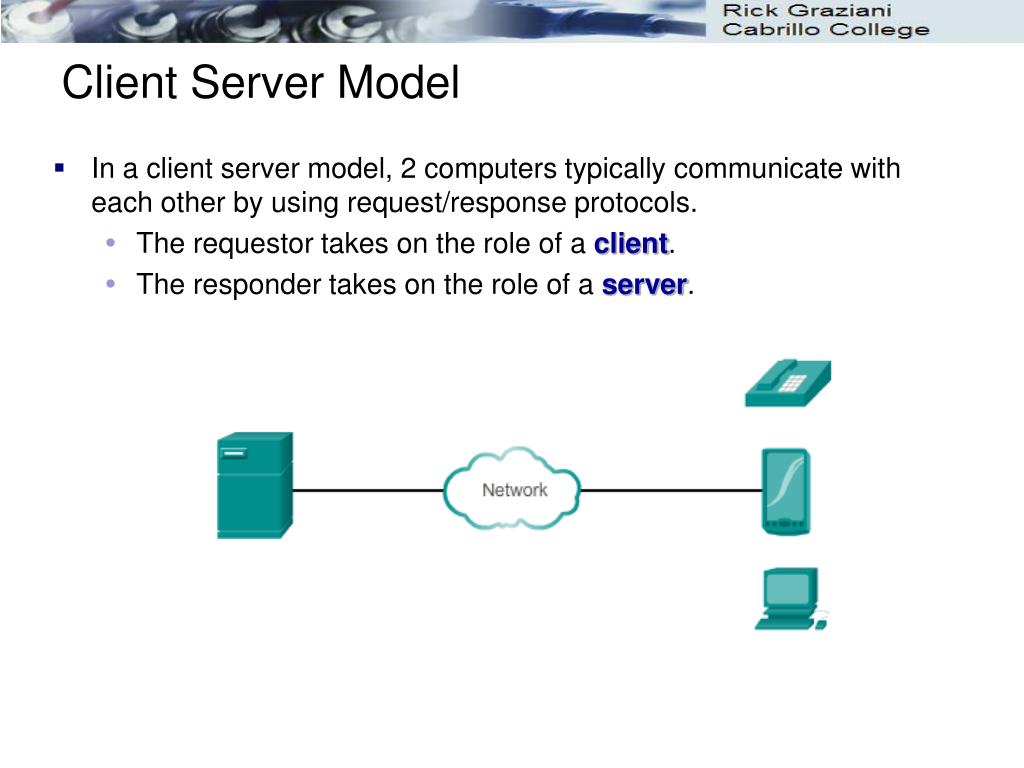 Rick Graziani
Cabrillo College
Client Server Model
In a client server model, 2 computers typically communicate with
each other by using request/response protocols.
The requestor takes on the role of a client.
The responder takes on the role of a server.
Network